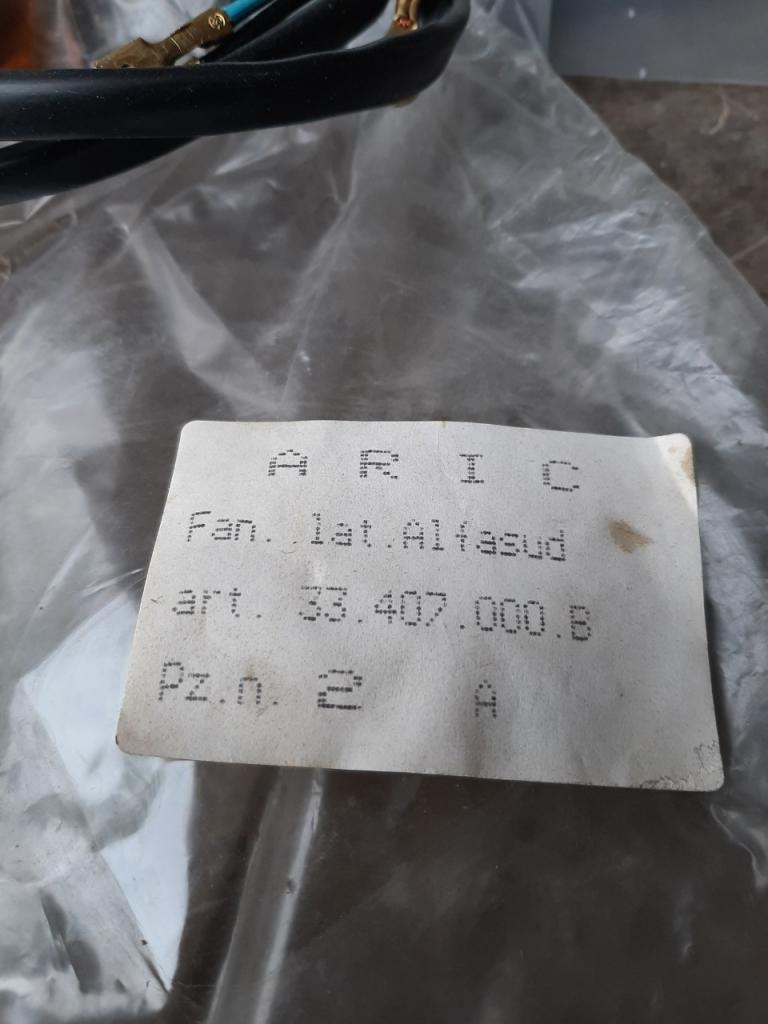 A R I C
Fan. lat.Alfasud
art. 33.407.000.B
Pz.n. 2 A